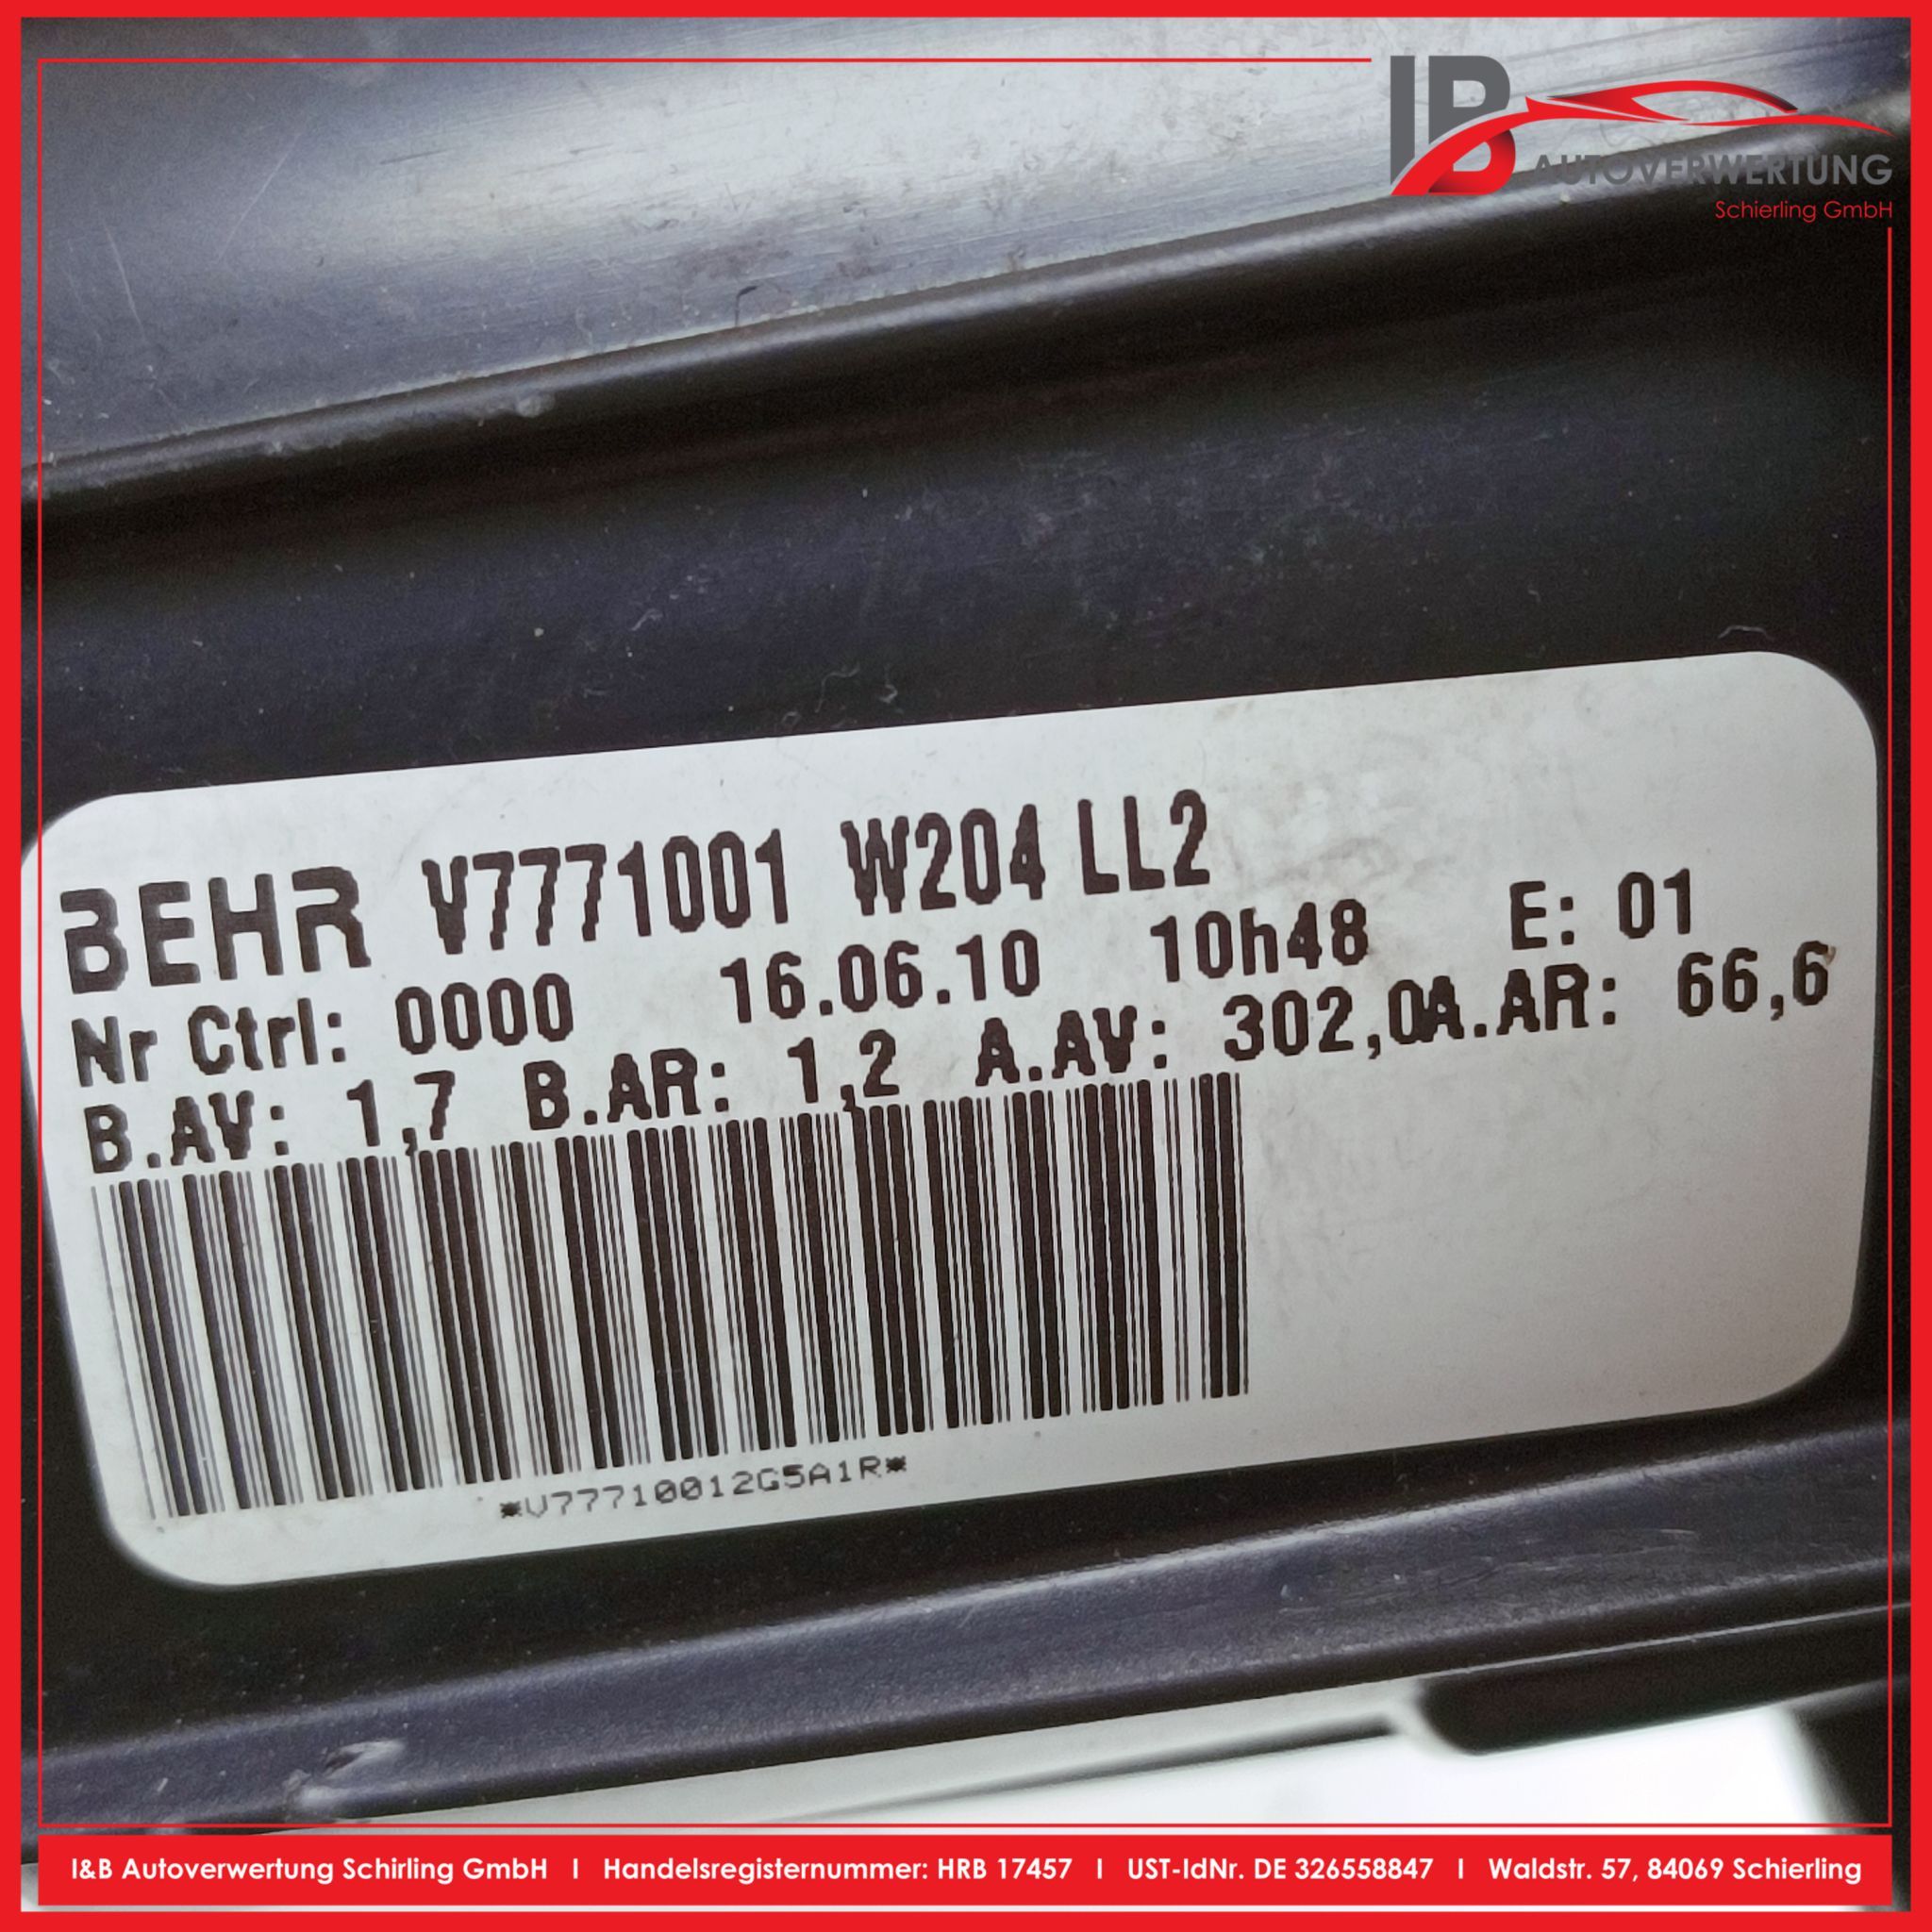 IB
AUTOVERWERTUNG
Schierling GmbH
BEHR V7771001 W204 LL2
Nr Ctrl: 0000 16.06.10 10h48 E: 01
B.AV: 1,7 B.AR: 1,2 A.AV: 302,0A.AR: 66,6
*V77710012G5A1R*
I&B Autoverwertung Schirling GmbH I Handelsregisternummer: HRB 17457 I UST-IdNr. DE 326558847 I Waldstr. 57, 84069 Schierling